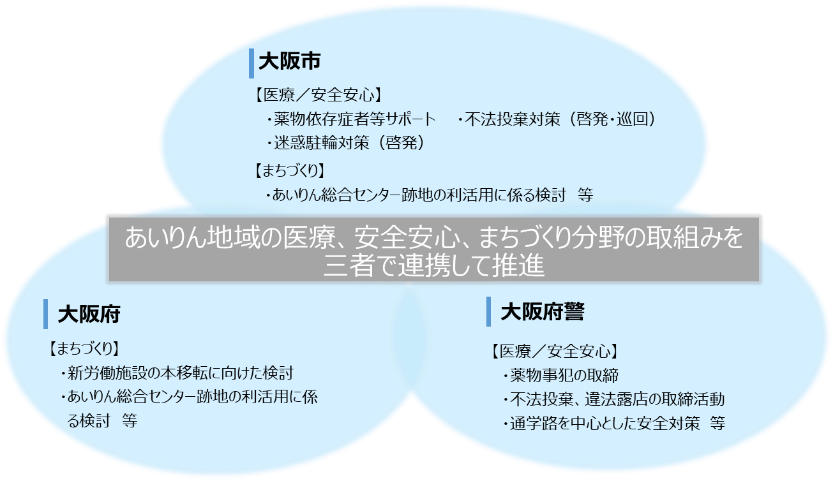 大阪市
【医療／安全安心】
・薬物依存症者等サポート　・不法投棄対策（啓発・巡回）
・迷惑駐輪対策（啓発）
【まちづくり】
・あいりん総合センター跡地の利活用に係る検討　等
あいりん地域の医療、安全安心、まちづくり分野の取組みを
三者で連携して推進
大阪府
【まちづくり】
・新労働施設の本移転に向けた検討
・あいりん総合センター跡地の利活用に係
る検討　等
大阪府警
【医療／安全安心】
・薬物事犯の取締
・不法投棄、違法露店の取締活動
・通学路を中心とした安全対策　等